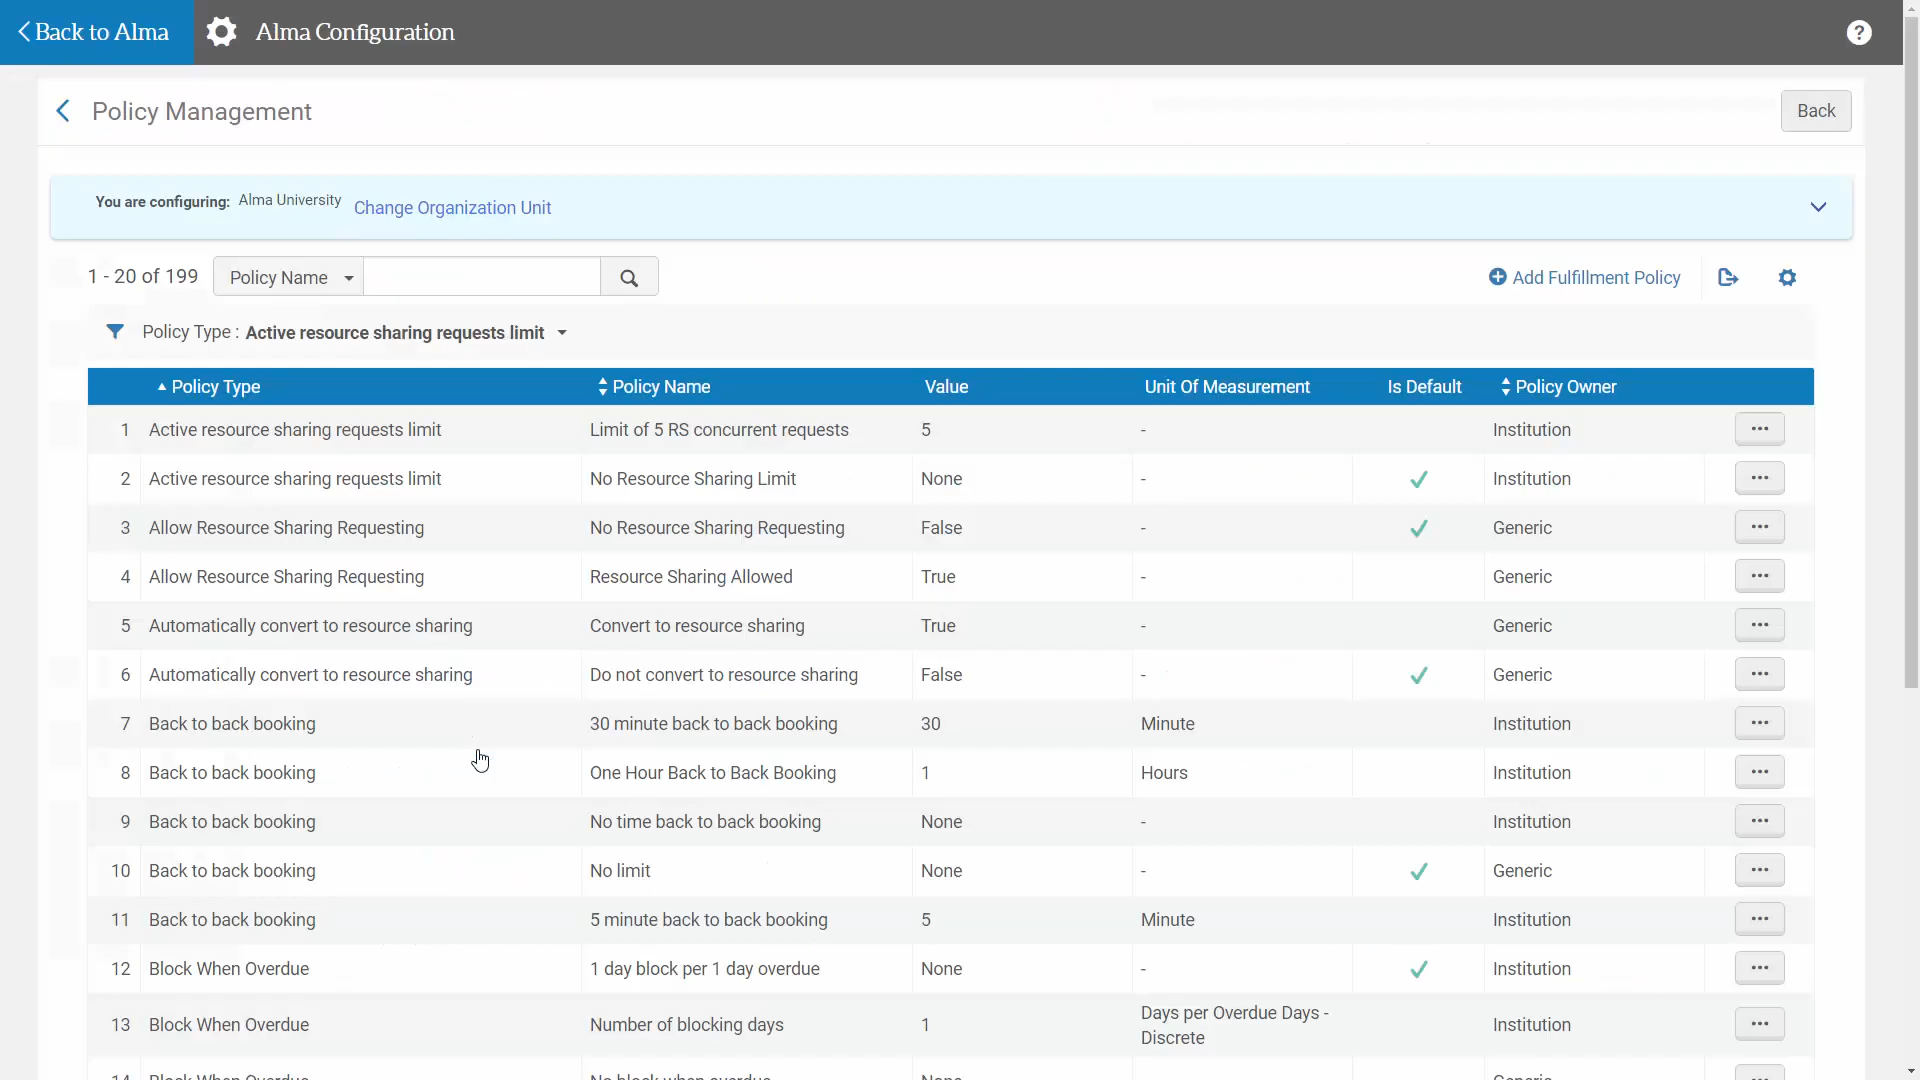 Back to Alma
Alma Configuration
?
Policy Management
Back
You are configuring: Alma University Change Organization Unit
1 - 20 of 199 Policy Name
Add Fulfillment Policy
Policy Type : Active resource sharing requests limit
Policy Type Policy Name Value Unit Of Measurement Is Default Policy Owner
1 Active resource sharing requests limit Limit of 5 RS concurrent requests 5 - Institution
2 Active resource sharing requests limit No Resource Sharing Limit None - Institution
3 Allow Resource Sharing Requesting No Resource Sharing Requesting False - Generic
4 Allow Resource Sharing Requesting Resource Sharing Allowed True - Generic
5 Automatically convert to resource sharing Convert to resource sharing True - Generic
6 Automatically convert to resource sharing Do not convert to resource sharing False - Generic
7 Back to back booking 30 minute back to back booking 30 Minute Institution
8 Back to back booking One Hour Back to Back Booking 1 Hours Institution
9 Back to back booking No time back to back booking None - Institution
10 Back to back booking No limit None - Generic
11 Back to back booking 5 minute back to back booking 5 Minute Institution
12 Block When Overdue 1 day block per 1 day overdue None - Institution
13 Block When Overdue Number of blocking days 1 Days per Overdue Days -
Discrete Institution
14 Block When Overdue No block when overdue None Generic